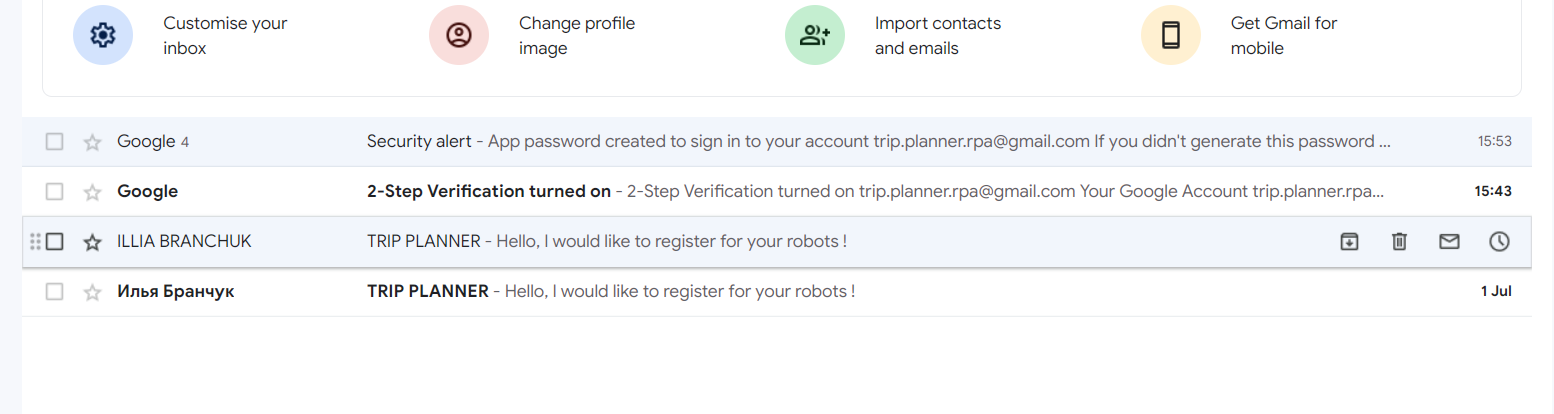 Customise your
inbox
Change profile
image
Import contacts
and emails
Get Gmail for
mobile
Google 4 Security alert - App password created to sign in to your account trip.planner.rpa@gmail.com If you didn't generate this password ... 15:53
Google 2-Step Verification turned on - 2-Step Verification turned on trip.planner.rpa@gmail.com Your Google Account trip.planner.rpa... 15:43
ILLIA BRANCHUK TRIP PLANNER - Hello, I would like to register for your robots !
Илья Бранчук TRIP PLANNER - Hello, I would like to register for your robots ! 1 Jul